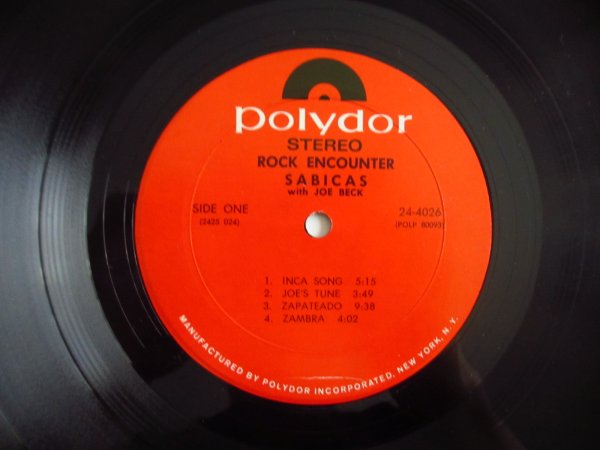 polydor
STEREO
ROCK ENCOUNTER
SABICAS
with JOE BECK
SIDE ONE 24-4026
(2425 024) (POLP 80093)
1. INCA SONG 5:15
2. JOE'S TUNE 3:49
3. ZAPATEADO 9:38
4. ZAMBRA 4:02
MANUFACTURED BY POLYDOR INCORPORATED, NEW YORK, N.Y.